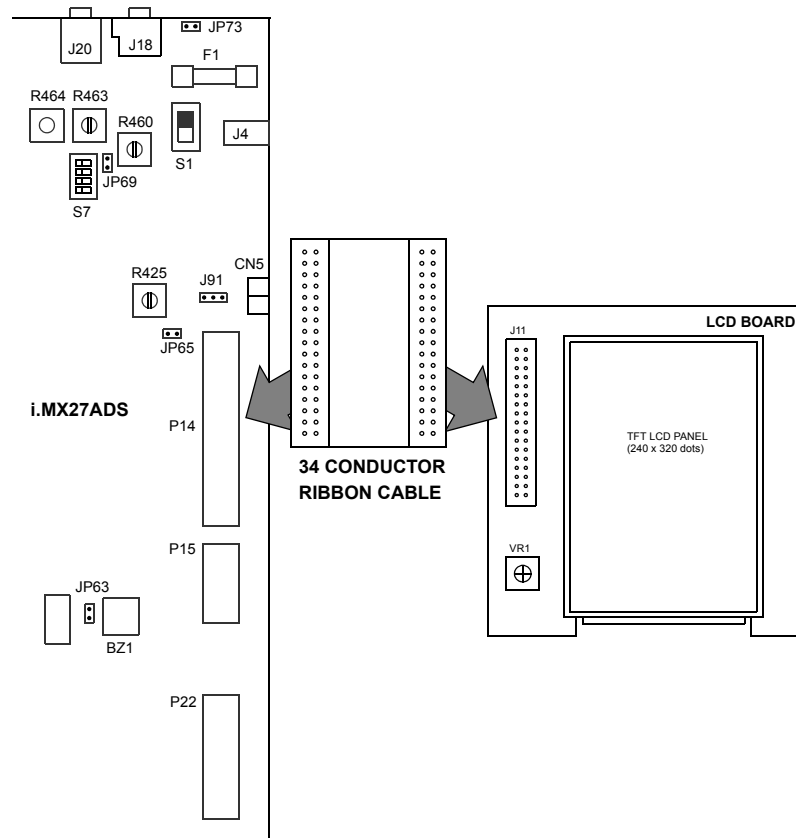 JP73
J20
J18
F1
R464
R463
R460
J4
S1
JP69
S7
CN5
R425
J91
JP65
LCD BOARD
J11
i.MX27ADS
P14
TFT LCD PANEL
(240 x 320 dots)
34 CONDUCTOR
RIBBON CABLE
P15
VR1
JP63
BZ1
P22